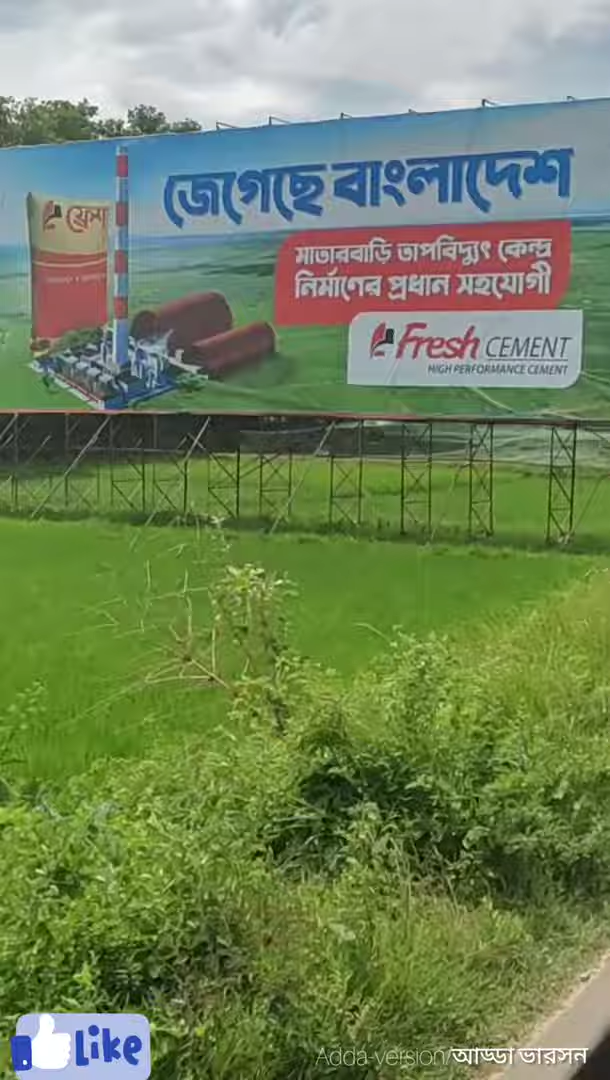 জেগেছে বাংলাদেশ
ফ্রেশ
মাতারবাড়ি তাপবিদ্যুৎ কেন্দ্র
নির্মাণের প্রধান সহযোগী
Fresh CEMENT
HIGH PERFORMANCE CEMENT
Like
Adda-version/আড্ডা ভারসন